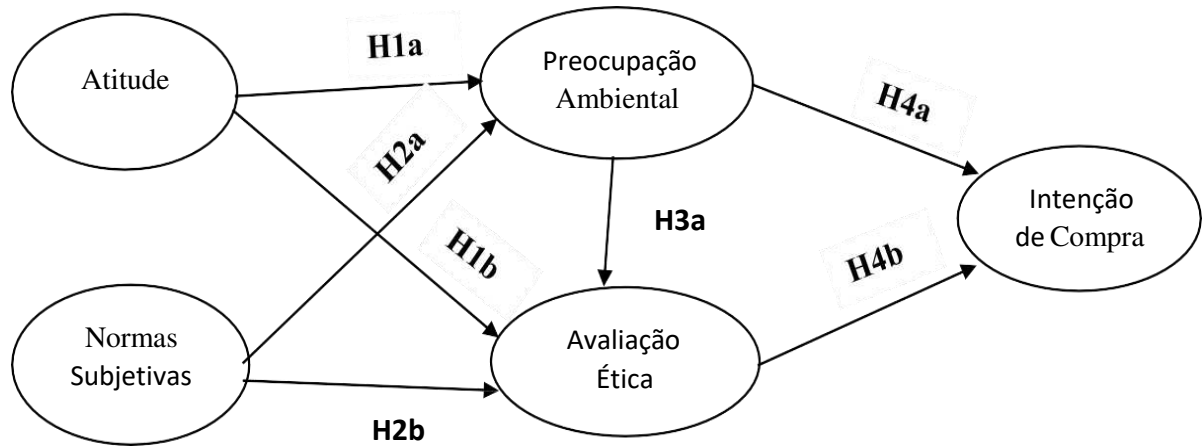 Atitude
H1a
Preocupação
Ambiental
H4a
H2a
H3a
Intenção
de Compra
H1b
H4b
Normas
Subjetivas
Avaliação
Ética
H2b